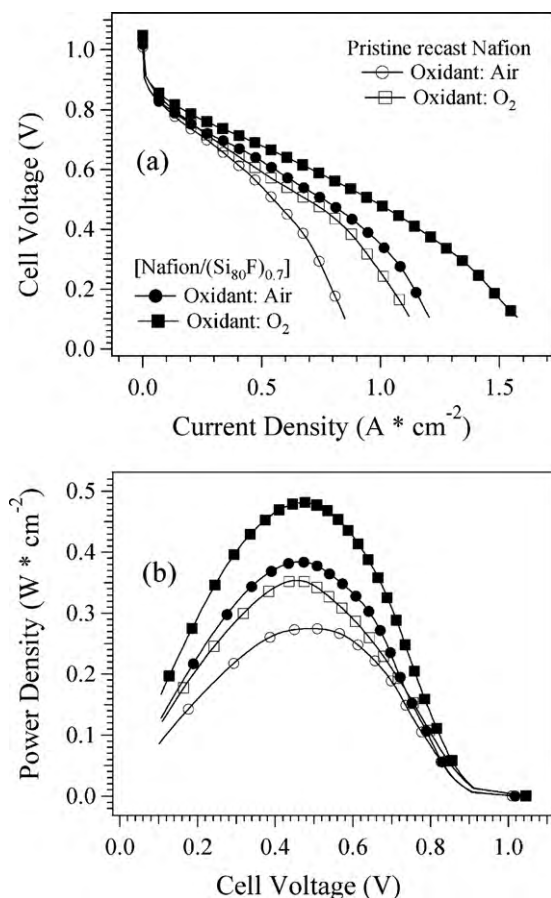 1.0
0.8
0.6
0.4
0.2
0.0
Cell Voltage (V)
(a)
Pristine recast Nafion
Oxidant: Air
Oxidant: O₂
[Nafion/(Si₈₀F)₀.₇]
Oxidant: Air
Oxidant: O₂
0.0 0.5 1.0 1.5
Current Density (A * cm⁻²)
0.5
0.4
0.3
0.2
0.1
0.0
Power Density (W * cm⁻²)
(b)
0.0 0.2 0.4 0.6 0.8 1.0
Cell Voltage (V)